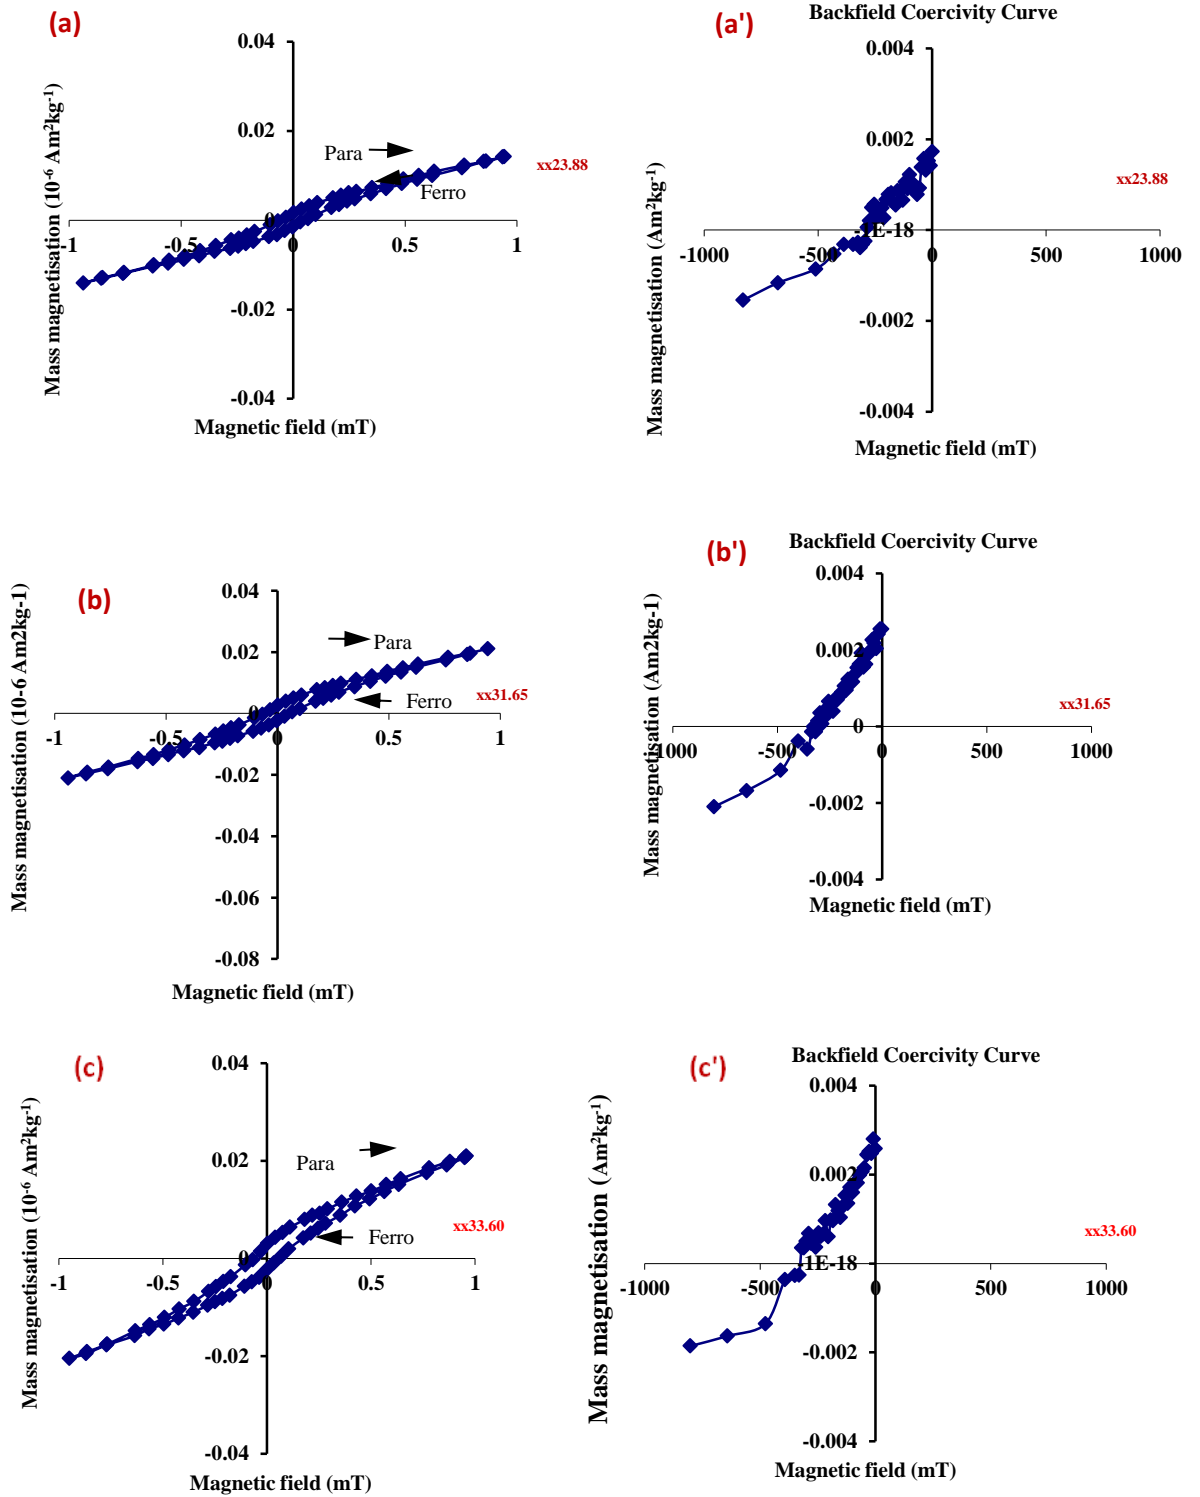 (a)
0.04
0.02
0
-0.02
-0.04
-1
-0.5
0
0.5
1
Para
Ferro
xx23.88
Mass magnetisation (10⁻⁶ Am²kg⁻¹)
Magnetic field (mT)
(a')
Backfield Coercivity Curve
0.004
0.002
-1E-18
-0.002
-0.004
-1000
-500
0
500
1000
xx23.88
Mass magnetisation (Am²kg⁻¹)
Magnetic field (mT)
(b)
0.04
0.02
0
-0.02
-0.04
-0.06
-0.08
-1
-0.5
0
0.5
1
Para
Ferro
xx31.65
Mass magnetisation (10-6 Am2kg-1)
Magnetic field (mT)
(b')
Backfield Coercivity Curve
0.004
0.002
0
-0.002
-0.004
-1000
-500
0
500
1000
xx31.65
Mass magnetisation (Am2kg-1)
Magnetic field (mT)
(c)
0.04
0.02
0
-0.02
-0.04
-1
-0.5
0
0.5
1
Para
Ferro
xx33.60
Mass magnetisation (10⁻⁶ Am²kg⁻¹)
Magnetic field (mT)
(c')
Backfield Coercivity Curve
0.004
0.002
1E-18
-0.002
-0.004
-1000
-500
0
500
1000
xx33.60
Mass magnetisation (Am²kg⁻¹)
Magnetic field (mT)